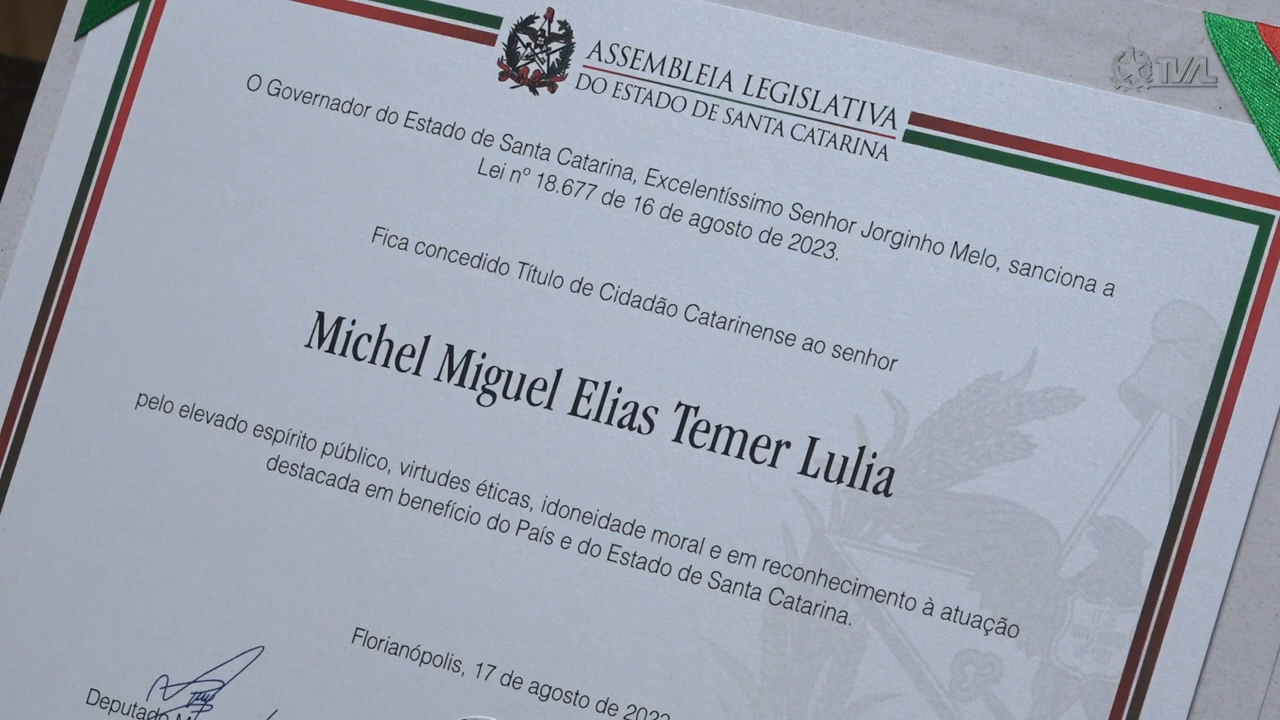 TVAL
ASSEMBLEIA LEGISLATIVA
DO ESTADO DE SANTA CATARINA
O Governador do Estado de Santa Catarina, Excelentíssimo Senhor Jorginho Melo, sanciona a
Lei nº 18.677 de 16 de agosto de 2023.
Fica concedido Título de Cidadão Catarinense ao senhor
Michel Miguel Elias Temer Lulia
pelo elevado espírito público, virtudes éticas, idoneidade moral e em reconhecimento à atuação
destacada em benefício do País e do Estado de Santa Catarina.
Florianópolis, 17 de agosto de 2023
Deputado